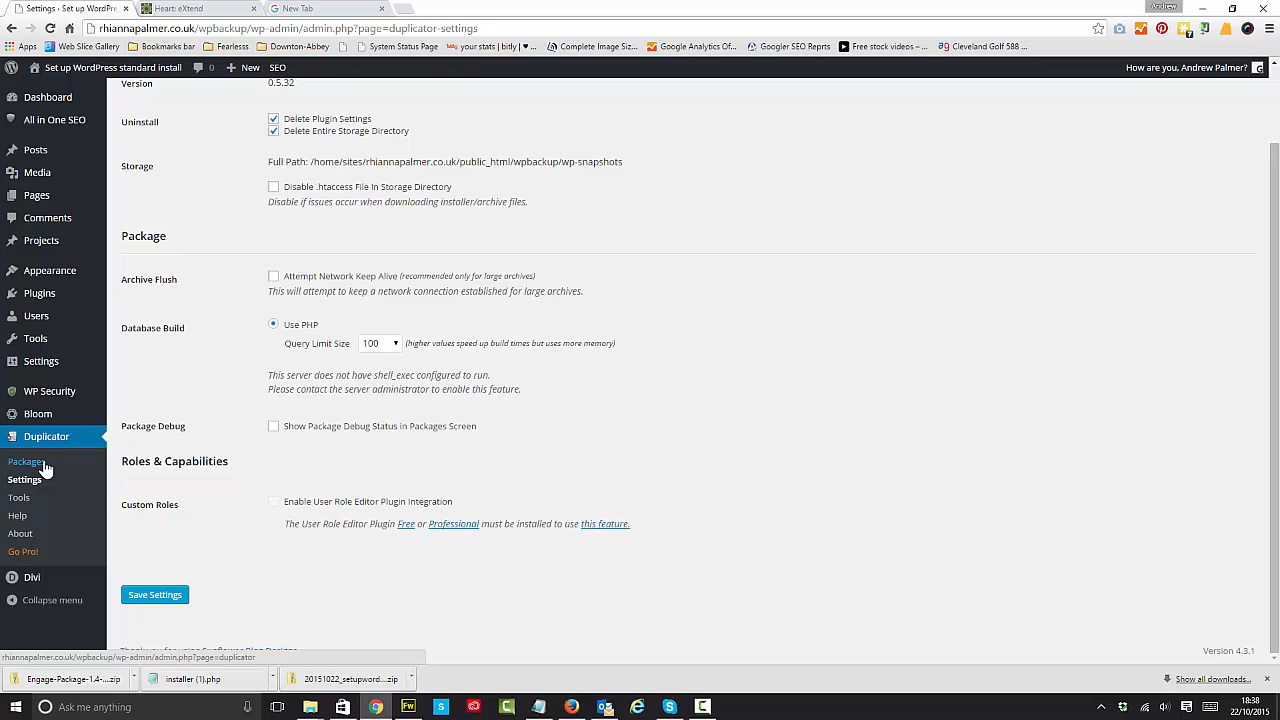 Settings ‹ Set up WordPre
Heart: eXtend
New Tab
Andrew
rhiannapalmer.co.uk/wpbackup/wp-admin/admin.php?page=duplicator-settings
Apps
Web Slice Gallery
Bookmarks bar
Fearlesss
Downton-Abbey
System Status Page
your stats | bitly | ♥ ...
Complete Image Siz...
Google Analytics Of...
Googler SEO Reprts
Free stock videos – ...
Cleveland Golf 588 ...
Set up WordPress standard install
0
+ New
SEO
How are you, Andrew Palmer?
Dashboard
All in One SEO
Posts
Media
Pages
Comments
Projects
Appearance
Plugins
Users
Tools
Settings
WP Security
Bloom
Duplicator
Packages
Settings
Tools
Help
About
Go Pro!
Divi
Collapse menu
Version
0.5.32
Uninstall
Delete Plugin Settings
Delete Entire Storage Directory
Storage
Full Path: /home/sites/rhiannapalmer.co.uk/public_html/wpbackup/wp-snapshots
Disable .htaccess File In Storage Directory
Disable if issues occur when downloading installer/archive files.
Package
Archive Flush
Attempt Network Keep Alive (recommended only for large archives)
This will attempt to keep a network connection established for large archives.
Database Build
Use PHP
Query Limit Size 100 (higher values speed up build times but uses more memory)
This server does not have shell_exec configured to run.
Please contact the server administrator to enable this feature.
Package Debug
Show Package Debug Status in Packages Screen
Roles & Capabilities
Custom Roles
Enable User Role Editor Plugin Integration
The User Role Editor Plugin Free or Professional must be installed to use this feature.
Save Settings
Version 4.3.1
rhiannapalmer.co.uk/wpbackup/wp-admin/admin.php?page=duplicator
Engage-Package-1.4-....zip
installer (1).php
20151022_setupword....zip
Show all downloads...
Ask me anything
18:38
22/10/2015